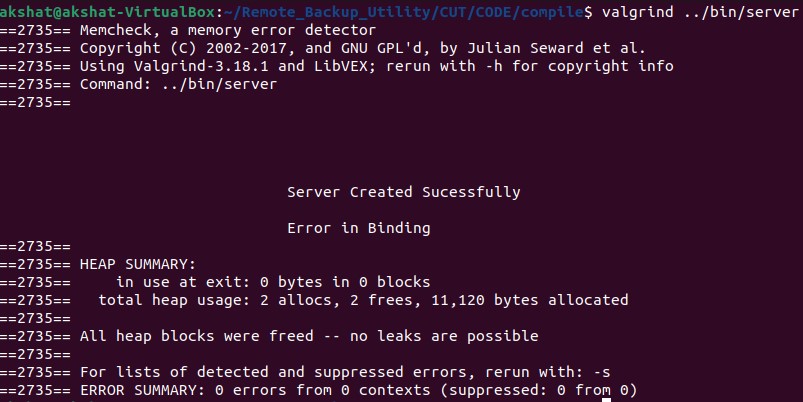 akshat@akshat-VirtualBox:~/Remote_Backup_Utility/CUT/CODE/compile$ valgrind ../bin/server
==2735== Memcheck, a memory error detector
==2735== Copyright (C) 2002-2017, and GNU GPL'd, by Julian Seward et al.
==2735== Using Valgrind-3.18.1 and LibVEX; rerun with -h for copyright info
==2735== Command: ../bin/server
==2735==
Server Created Sucessfully
Error in Binding
==2735==
==2735== HEAP SUMMARY:
==2735== in use at exit: 0 bytes in 0 blocks
==2735== total heap usage: 2 allocs, 2 frees, 11,120 bytes allocated
==2735==
==2735== All heap blocks were freed -- no leaks are possible
==2735==
==2735== For lists of detected and suppressed errors, rerun with: -s
==2735== ERROR SUMMARY: 0 errors from 0 contexts (suppressed: 0 from 0)